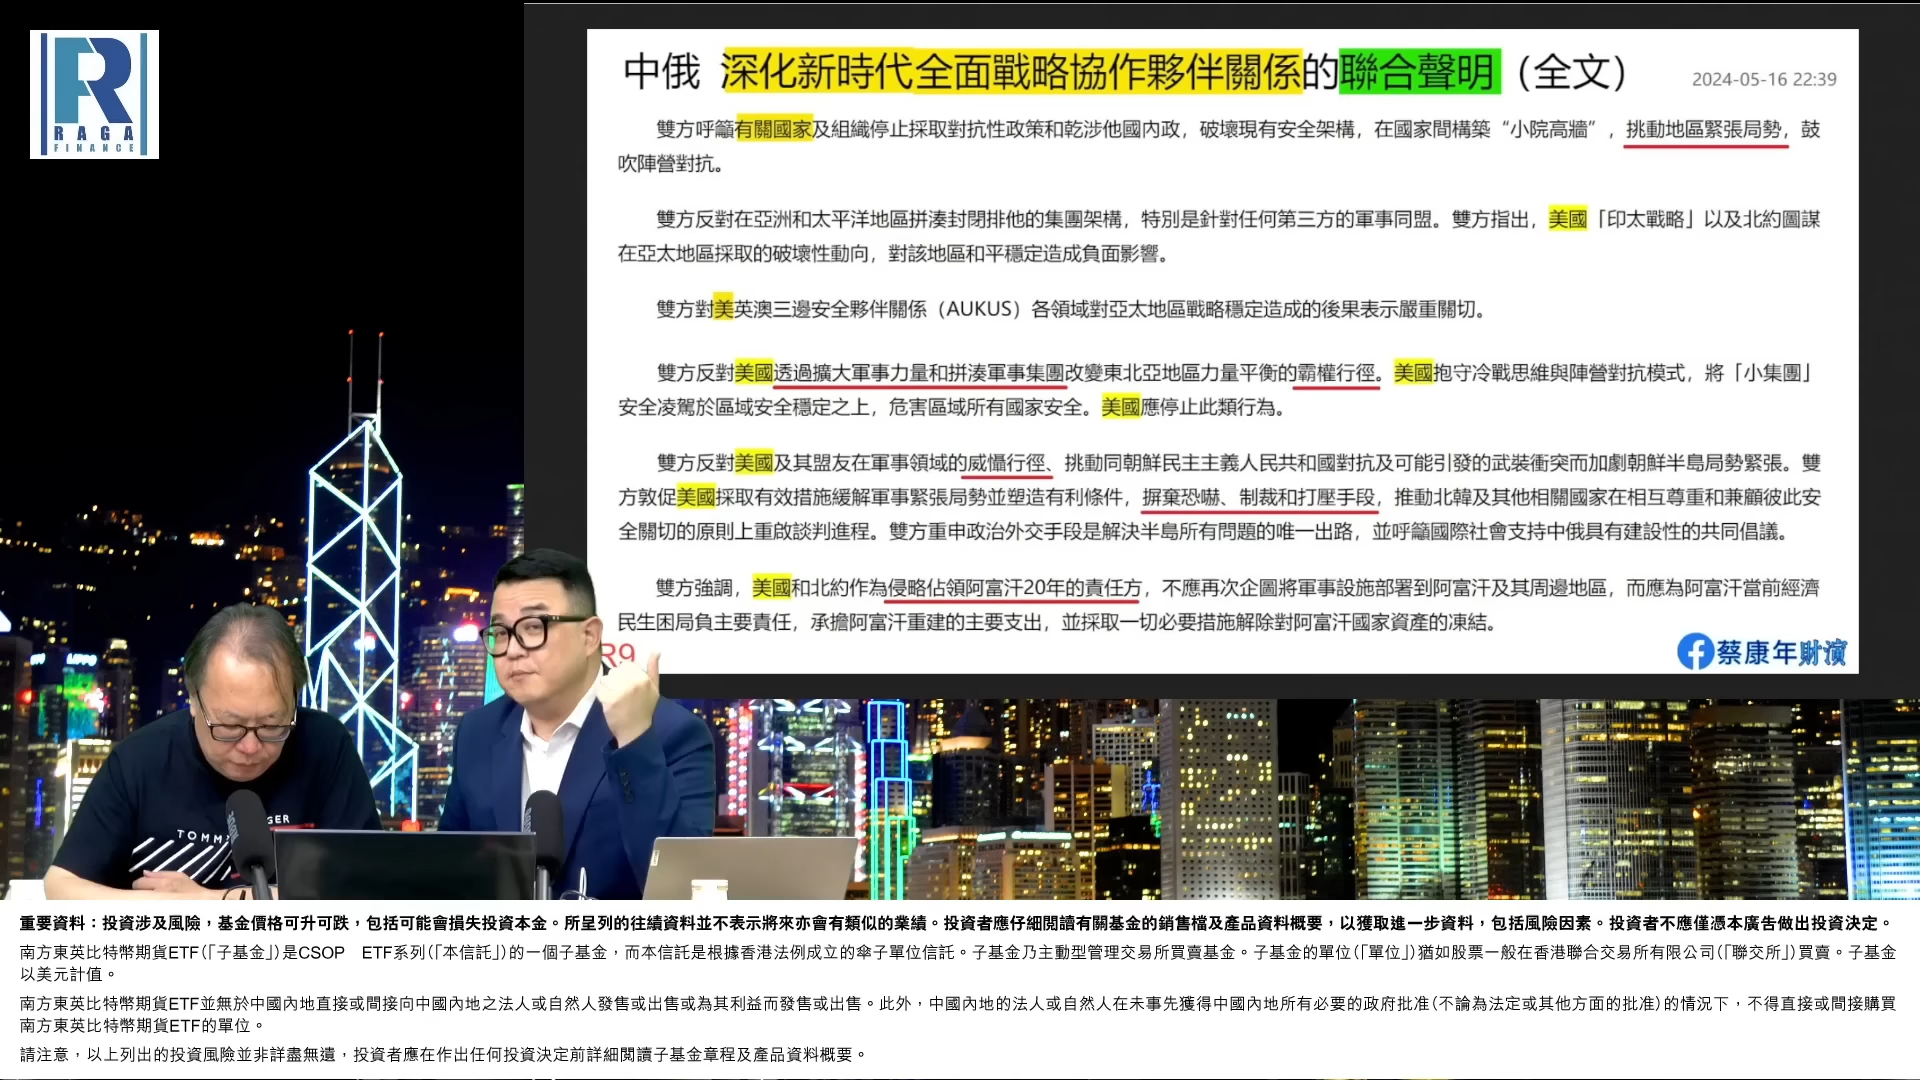 RAGA
FINANCE
中俄 深化新時代全面戰略協作夥伴關係的聯合聲明（全文）
2024-05-16 22:39
雙方呼籲有關國家及組織停止採取對抗性政策和乾涉他國內政，破壞現有安全架構，在國家間構築“小院高牆”，挑動地區緊張局勢，鼓
吹陣營對抗。
雙方反對在亞洲和太平洋地區拼湊封閉排他的集團架構，特別是針對任何第三方的軍事同盟。雙方指出，美國「印太戰略」以及北約圖謀
在亞太地區採取的破壞性動向，對該地區和平穩定造成負面影響。
雙方對美英澳三邊安全夥伴關係（AUKUS）各領域對亞太地區戰略穩定造成的後果表示嚴重關切。
雙方反對美國透過擴大軍事力量和拼湊軍事集團改變東北亞地區力量平衡的霸權行徑。美國抱守冷戰思維與陣營對抗模式，將「小集團」
安全凌駕於區域安全穩定之上，危害區域所有國家安全。美國應停止此類行為。
雙方反對美國及其盟友在軍事領域的威懾行徑、挑動同朝鮮民主主義人民共和國對抗及可能引發的武裝衝突而加劇朝鮮半島局勢緊張。雙
方敦促美國採取有效措施緩解軍事緊張局勢並塑造有利條件，摒棄恐嚇、制裁和打壓手段，推動北韓及其他相關國家在相互尊重和兼顧彼此安
全關切的原則上重啟談判進程。雙方重申政治外交手段是解決半島所有問題的唯一出路，並呼籲國際社會支持中俄具有建設性的共同倡議。
雙方強調，美國和北約作為侵略佔領阿富汗20年的責任方，不應再次企圖將軍事設施部署到阿富汗及其周邊地區，而應為阿富汗當前經濟
民生困局負主要責任，承擔阿富汗重建的主要支出，並採取一切必要措施解除對阿富汗國家資產的凍結。
R9
蔡康年財演
TOMM
GER
重要資料：投資涉及風險，基金價格可升可跌，包括可能會損失投資本金。所呈列的往績資料並不表示將來亦會有類似的業績。投資者應仔細閱讀有關基金的銷售檔及產品資料概要，以獲取進一步資料，包括風險因素。投資者不應僅憑本廣告做出投資決定。
南方東英比特幣期貨ETF(「子基金」)是CSOP ETF系列(「本信託」)的一個子基金，而本信託是根據香港法例成立的傘子單位信託。子基金乃主動型管理交易所買賣基金。子基金的單位(「單位」)猶如股票一般在香港聯合交易所有限公司(「聯交所」)買賣。子基金
以美元計值。
南方東英比特幣期貨ETF並無於中國內地直接或間接向中國內地之法人或自然人發售或出售或為其利益而發售或出售。此外，中國內地的法人或自然人在未事先獲得中國內地所有必要的政府批准(不論為法定或其他方面的批准)的情況下，不得直接或間接購買
南方東英比特幣期貨ETF的單位。
請注意，以上列出的投資風險並非詳盡無遺，投資者應在作出任何投資決定前詳細閱讀子基金章程及產品資料概要。